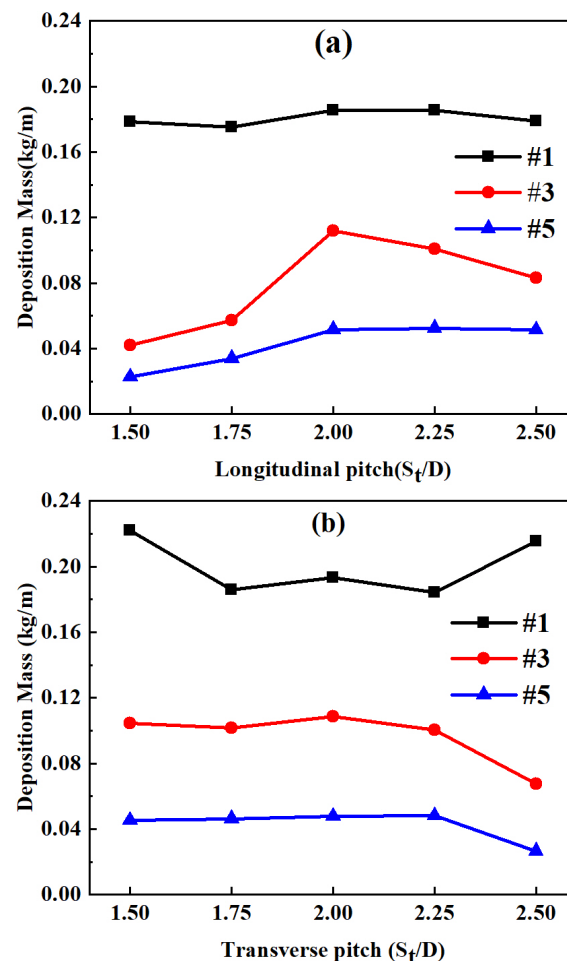 (a)
Deposition Mass(kg/m)
0.24
0.20
0.16
0.12
0.08
0.04
0.00
#1
#3
#5
1.50 1.75 2.00 2.25 2.50
Longitudinal pitch(St/D)
(b)
Deposition Mass (kg/m)
0.24
0.20
0.16
0.12
0.08
0.04
0.00
#1
#3
#5
1.50 1.75 2.00 2.25 2.50
Transverse pitch (St/D)